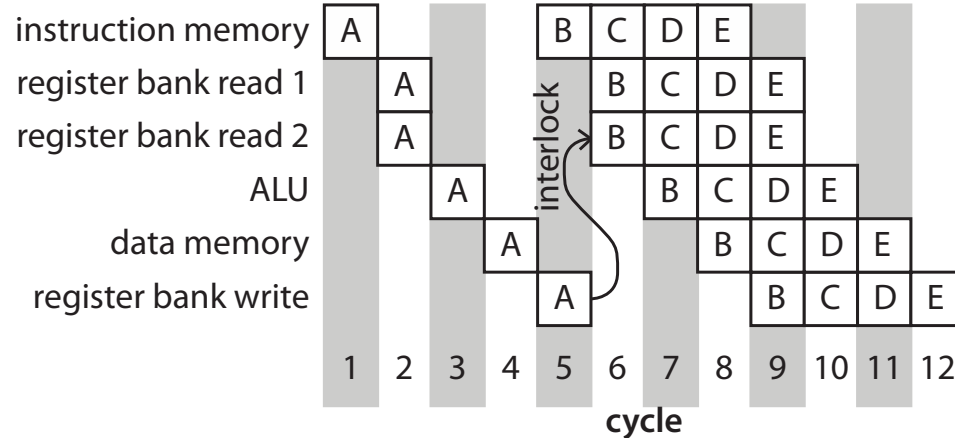 instruction memory A B C D E
register bank read 1 A B C D E
register bank read 2 A B C D E
interlock
ALU A B C D E
data memory A B C D E
register bank write A B C D E
1 2 3 4 5 6 7 8 9 10 11 12
cycle